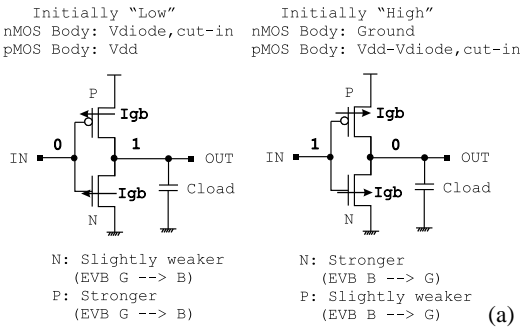 Initially “Low”
nMOS Body: Vdiode,cut-in
pMOS Body: Vdd
P
Igb
0
1
IN
OUT
Igb
Cload
N
N: Slightly weaker
(EVB G --> B)
P: Stronger
(EVB G --> B)
Initially “High”
nMOS Body: Ground
pMOS Body: Vdd-Vdiode,cut-in
P
Igb
1
0
IN
OUT
Igb
Cload
N
N: Stronger
(EVB B --> G)
P: Slightly weaker
(EVB B --> G)
(a)